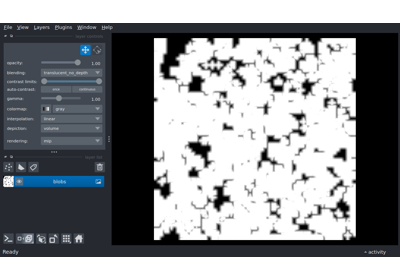 File View Layers Plugins Window Help
opacity: 1.00
blending: translucent_no_depth
contrast limits:
auto-contrast: once continuous
gamma: 1.00
colormap: gray
interpolation: linear
depiction: volume
rendering: mip
blobs
Ready activity